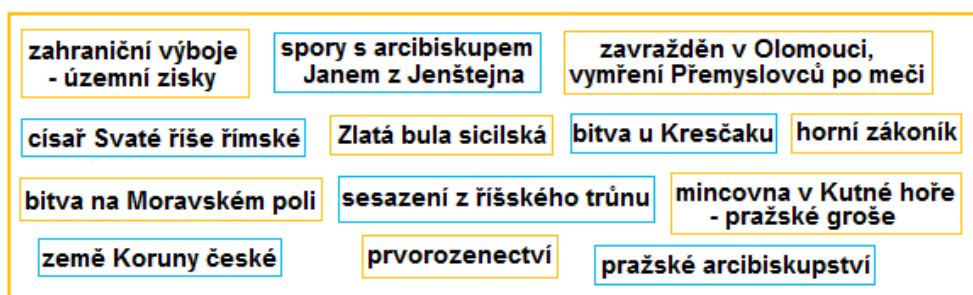 zahraniční výboje
- územní zisky
spory s arcibiskupem
Janem z Jenštejna
zavražděn v Olomouci,
vymření Přemyslovců po meči
císař Svaté říše římské
Zlatá bula sicilská
bitva u Kresčaku
horní zákoník
bitva na Moravském poli
sesazení z říšského trůnu
mincovna v Kutné hoře
- pražské groše
země Koruny české
prvorozenectví
pražské arcibiskupství